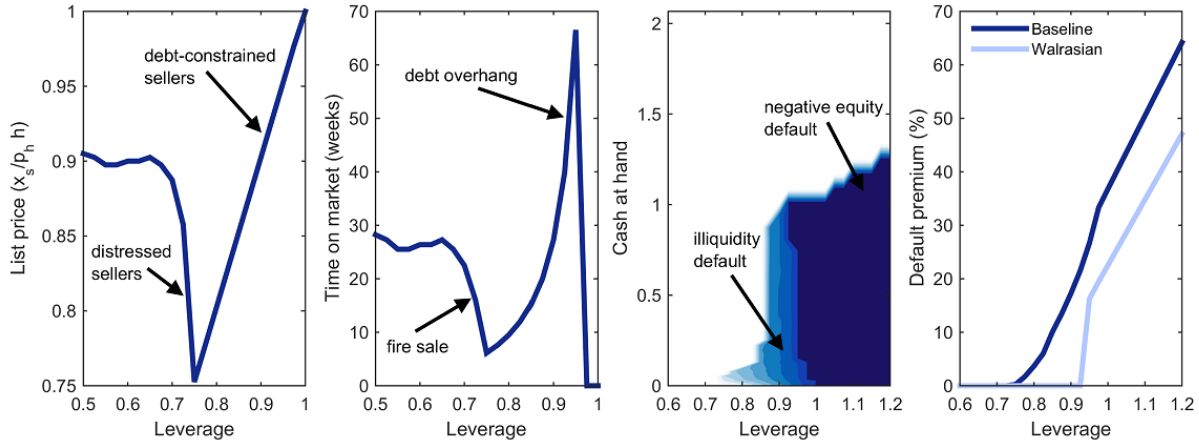 List price (x_s/p_h h)
1
0.95
0.9
0.85
0.8
0.75
0.5 0.6 0.7 0.8 0.9 1
Leverage
debt-constrained
sellers
distressed
sellers
Time on market (weeks)
70
60
50
40
30
20
10
0
0.5 0.6 0.7 0.8 0.9 1
Leverage
debt overhang
fire sale
Cash at hand
2
1.5
1
0.5
0
0.6 0.7 0.8 0.9 1 1.1 1.2
Leverage
negative equity
default
illiquidity
default
Default premium (%)
70
60
50
40
30
20
10
0
0.6 0.7 0.8 0.9 1 1.1 1.2
Leverage
Baseline
Walrasian